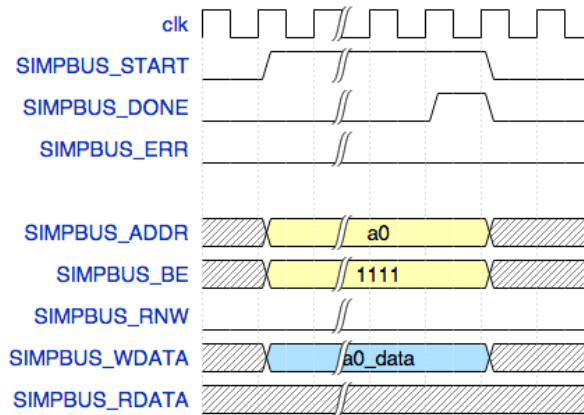 clk
SIMPBUS_START
SIMPBUS_DONE
SIMPBUS_ERR
SIMPBUS_ADDR a0
SIMPBUS_BE 1111
SIMPBUS_RNW
SIMPBUS_WDATA a0_data
SIMPBUS_RDATA